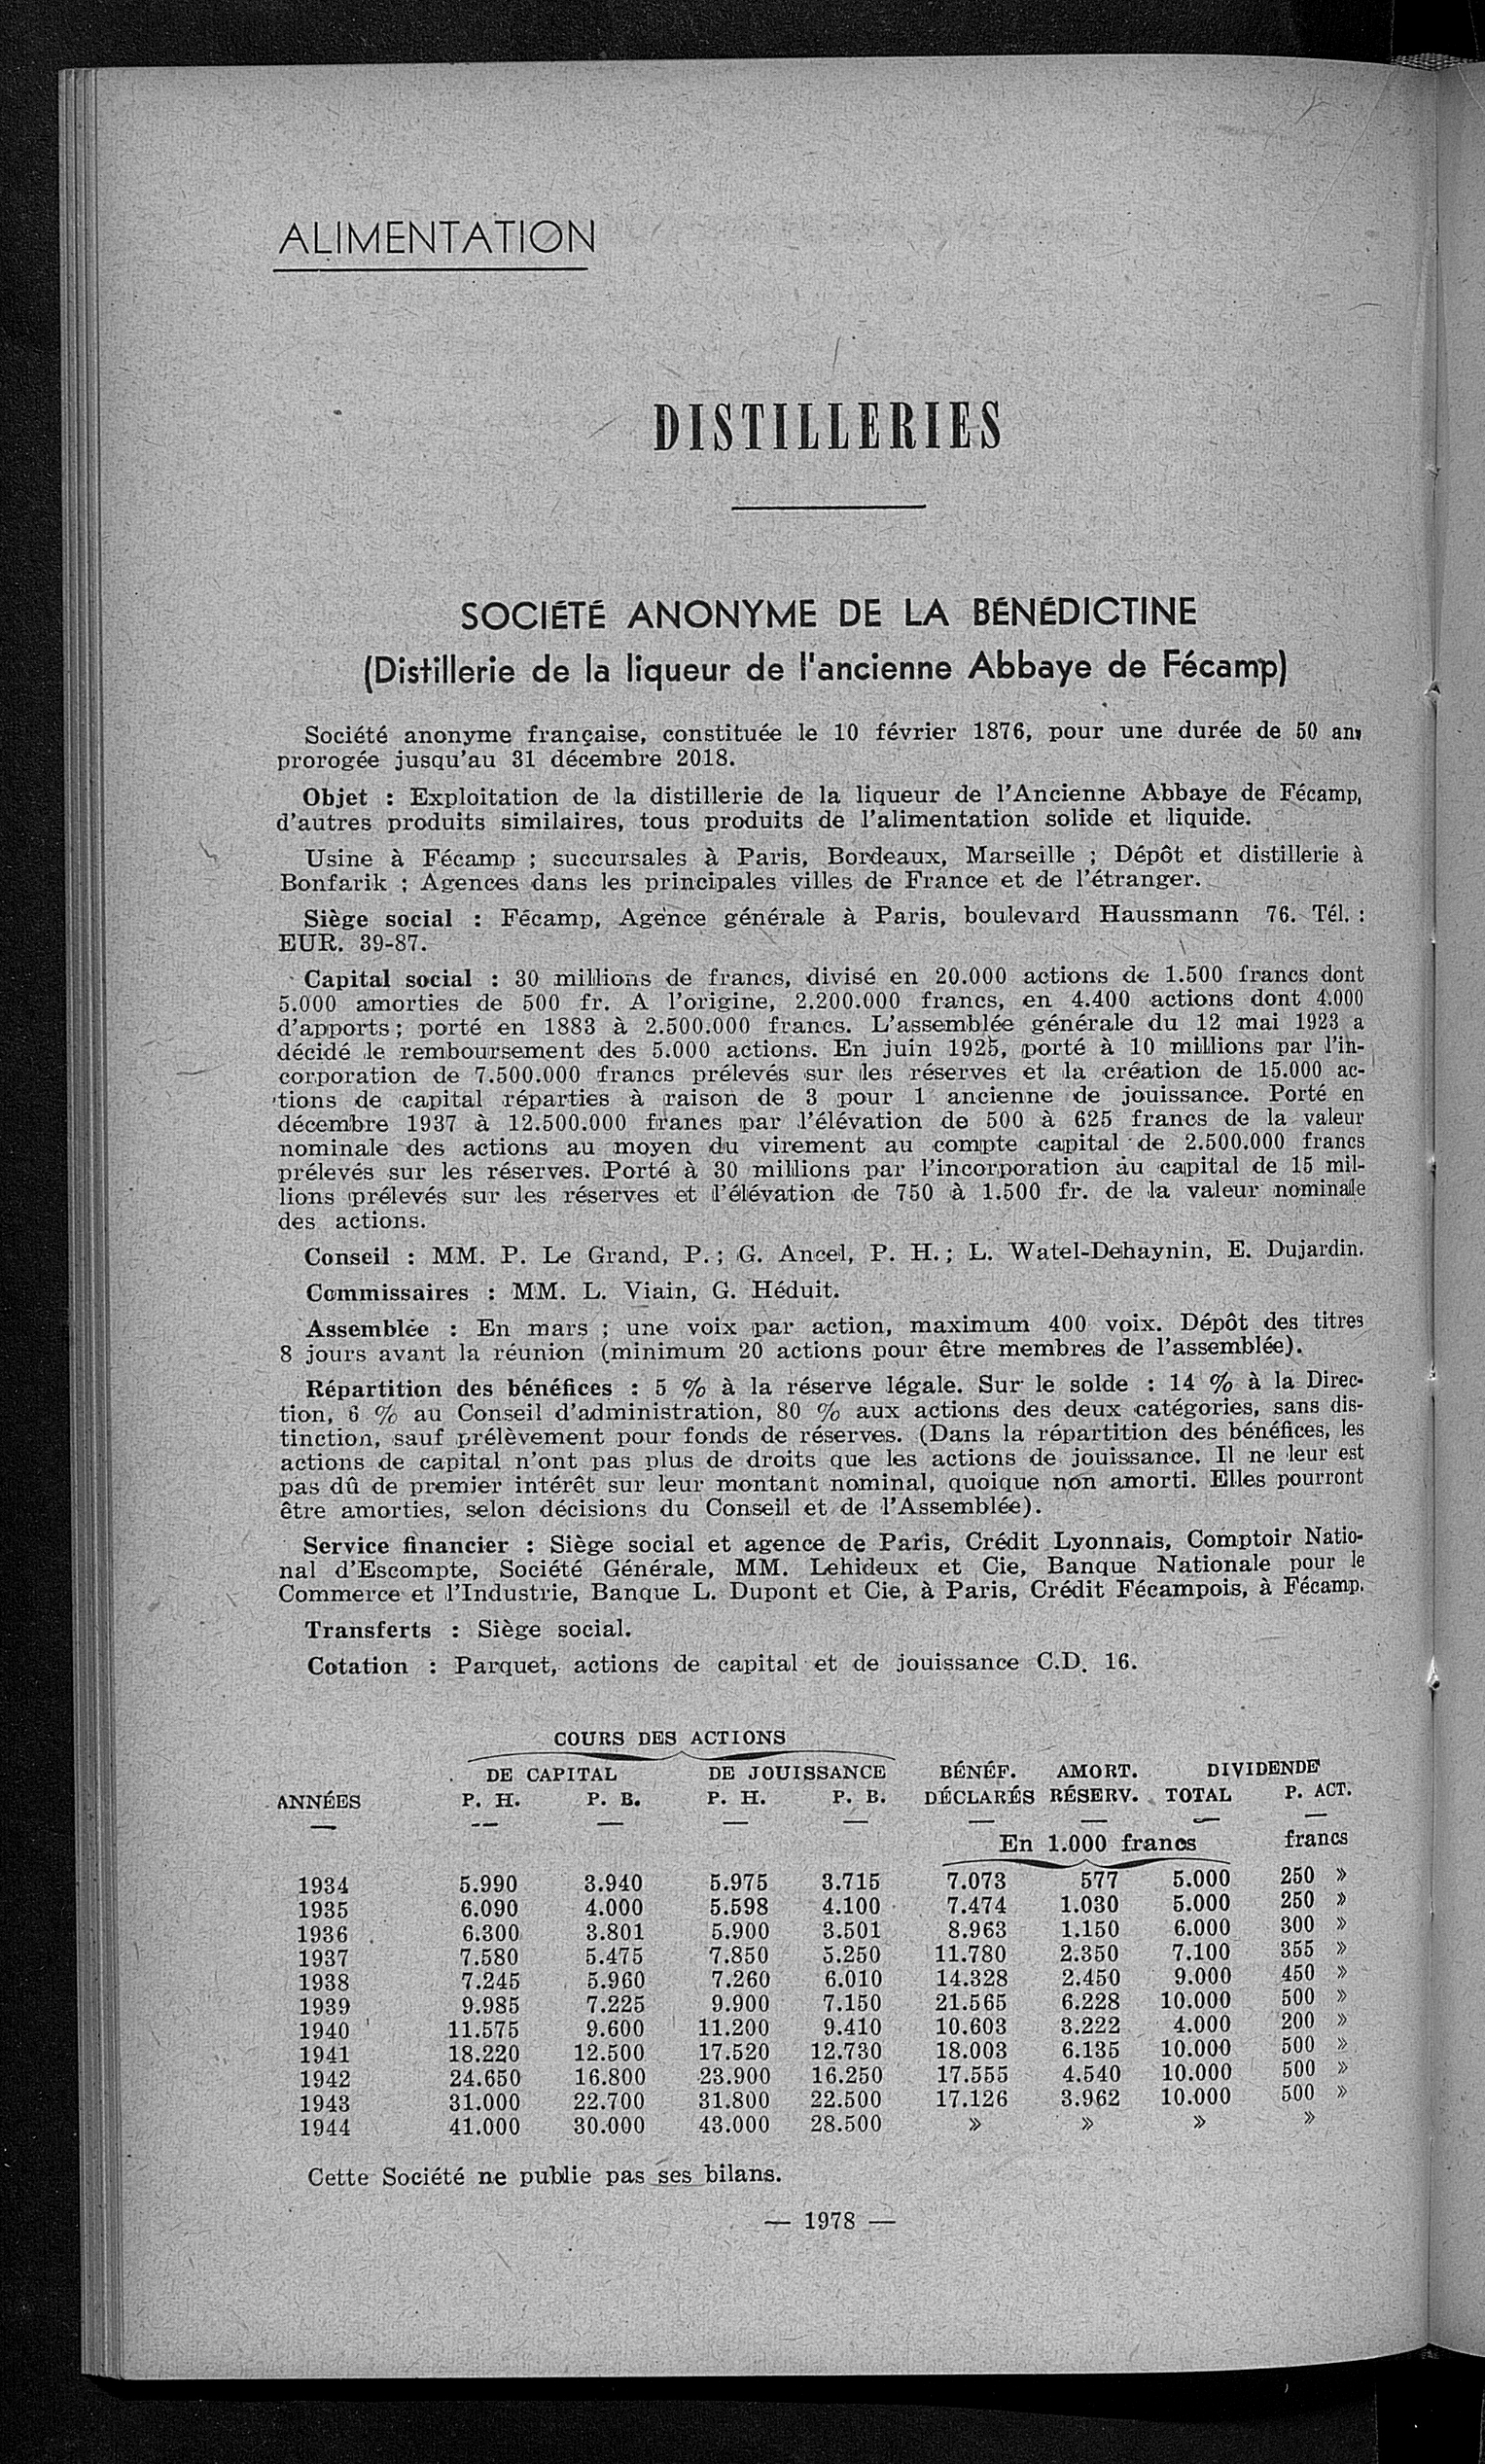 ALIMENTATION
DISTILLERIES
SOCIÉTÉ ANONYME DE LA BÉNÉDICTINE
(Distillerie de la liqueur de l'ancienne Abbaye de Fécamp)
Société anonyme française, constituée le 10 février 1876, pour une durée de 50 an,
prorogée jusqu'au 31 décembre 2018.
Objet : Exploitation de la distillerie de la liqueur de l'Ancienne Abbaye de Fécamp,
d'autres produits similaires, tous produits de l'alimentation solide et liquide.
Usine à Fécamp ; succursales à Paris, Bordeaux, Marseille ; Dépôt et distillerie à
Bonfarik ; Agences dans les principales villes de France et de l'étranger.
Siège social : Fécamp, Agence générale à Paris, boulevard Haussmann 76. Tél. :
EUR. 39-87.
Capital social : 30 millions de francs, divisé en 20.000 actions de 1.500 francs dont
5.000 amorties de 500 fr. A l'origine, 2.200.000 francs, en 4.400 actions dont 4.000
d'apports; porté en 1883 à 2.500.000 francs. L'assemblée générale du 12 mai 1923 a
décidé le remboursement des 5.000 actions. En juin 1925, porté à 10 millions par l'in-
corporation de 7.500.000 francs prélevés sur les réserves et la création de 15.000 ac-
tions de capital réparties à raison de 3 pour 1 ancienne de jouissance. Porté en
décembre 1937 à 12.500.000 francs par l'élévation de 500 à 625 francs de la valeur
nominale des actions au moyen du virement au compte capital de 2.500.000 francs
prélevés sur les réserves. Porté à 30 millions par l'incorporation au capital de 15 mil-
lions prélevés sur les réserves et l'élévation de 750 à 1.500 fr. de la valeur nominale
des actions.
Conseil : MM. P. Le Grand, P.; G. Ancel, P. H.; L. Watel-Dehaynin, E. Dujardin.
Commissaires : MM. L. Viain, G. Héduit.
Assemblée : En mars ; une voix par action, maximum 400 voix. Dépôt des titres
8 jours avant la réunion (minimum 20 actions pour être membres de l'assemblée).
Répartition des bénéfices : 5 % à la réserve légale. Sur le solde : 14 % à la Direc-
tion, 6 % au Conseil d'administration, 80 % aux actions des deux catégories, sans dis-
tinction, sauf prélèvement pour fonds de réserves. (Dans la répartition des bénéfices, les
actions de capital n'ont pas plus de droits que les actions de jouissance. Il ne leur est
pas dû de premier intérêt sur leur montant nominal, quoique non amorti. Elles pourront
être amorties, selon décisions du Conseil et de l'Assemblée).
Service financier : Siège social et agence de Paris, Crédit Lyonnais, Comptoir Natio-
nal d'Escompte, Société Générale, MM. Lehideux et Cie, Banque Nationale pour le
Commerce et l'Industrie, Banque L. Dupont et Cie, à Paris, Crédit Fécampois, à Fécamp.
Transferts : Siège social.
Cotation : Parquet, actions de capital et de jouissance C.D. 16.
COURS DES ACTIONS
DE CAPITAL DE JOUISSANCE BÉNÉF. AMORT. DIVIDENDE
ANNÉES P. H. P. B. P. H. P. B. DÉCLARÉS RÉSERV. TOTAL P. ACT.
En 1.000 francs francs
1934 5.990 3.940 5.975 3.715 7.073 577 5.000 250 »
1935 6.090 4.000 5.598 4.100 7.474 1.030 5.000 250 »
1936 6.300 3.801 5.900 3.501 8.963 1.150 6.000 300 »
1937 7.580 5.475 7.850 5.250 11.780 2.350 7.100 355 »
1938 7.245 5.960 7.260 6.010 14.328 2.450 9.000 450 »
1939 9.985 7.225 9.900 7.150 21.565 6.228 10.000 500 »
1940 11.575 9.600 11.200 9.410 10.603 3.222 4.000 200 »
1941 18.220 12.500 17.520 12.730 18.003 6.135 10.000 500 »
1942 24.650 16.800 23.900 16.250 17.555 4.540 10.000 500 »
1943 31.000 22.700 31.800 22.500 17.126 3.962 10.000 500 »
1944 41.000 30.000 43.000 28.500 » » » »
Cette Société ne publie pas ses bilans.
— 1978 —